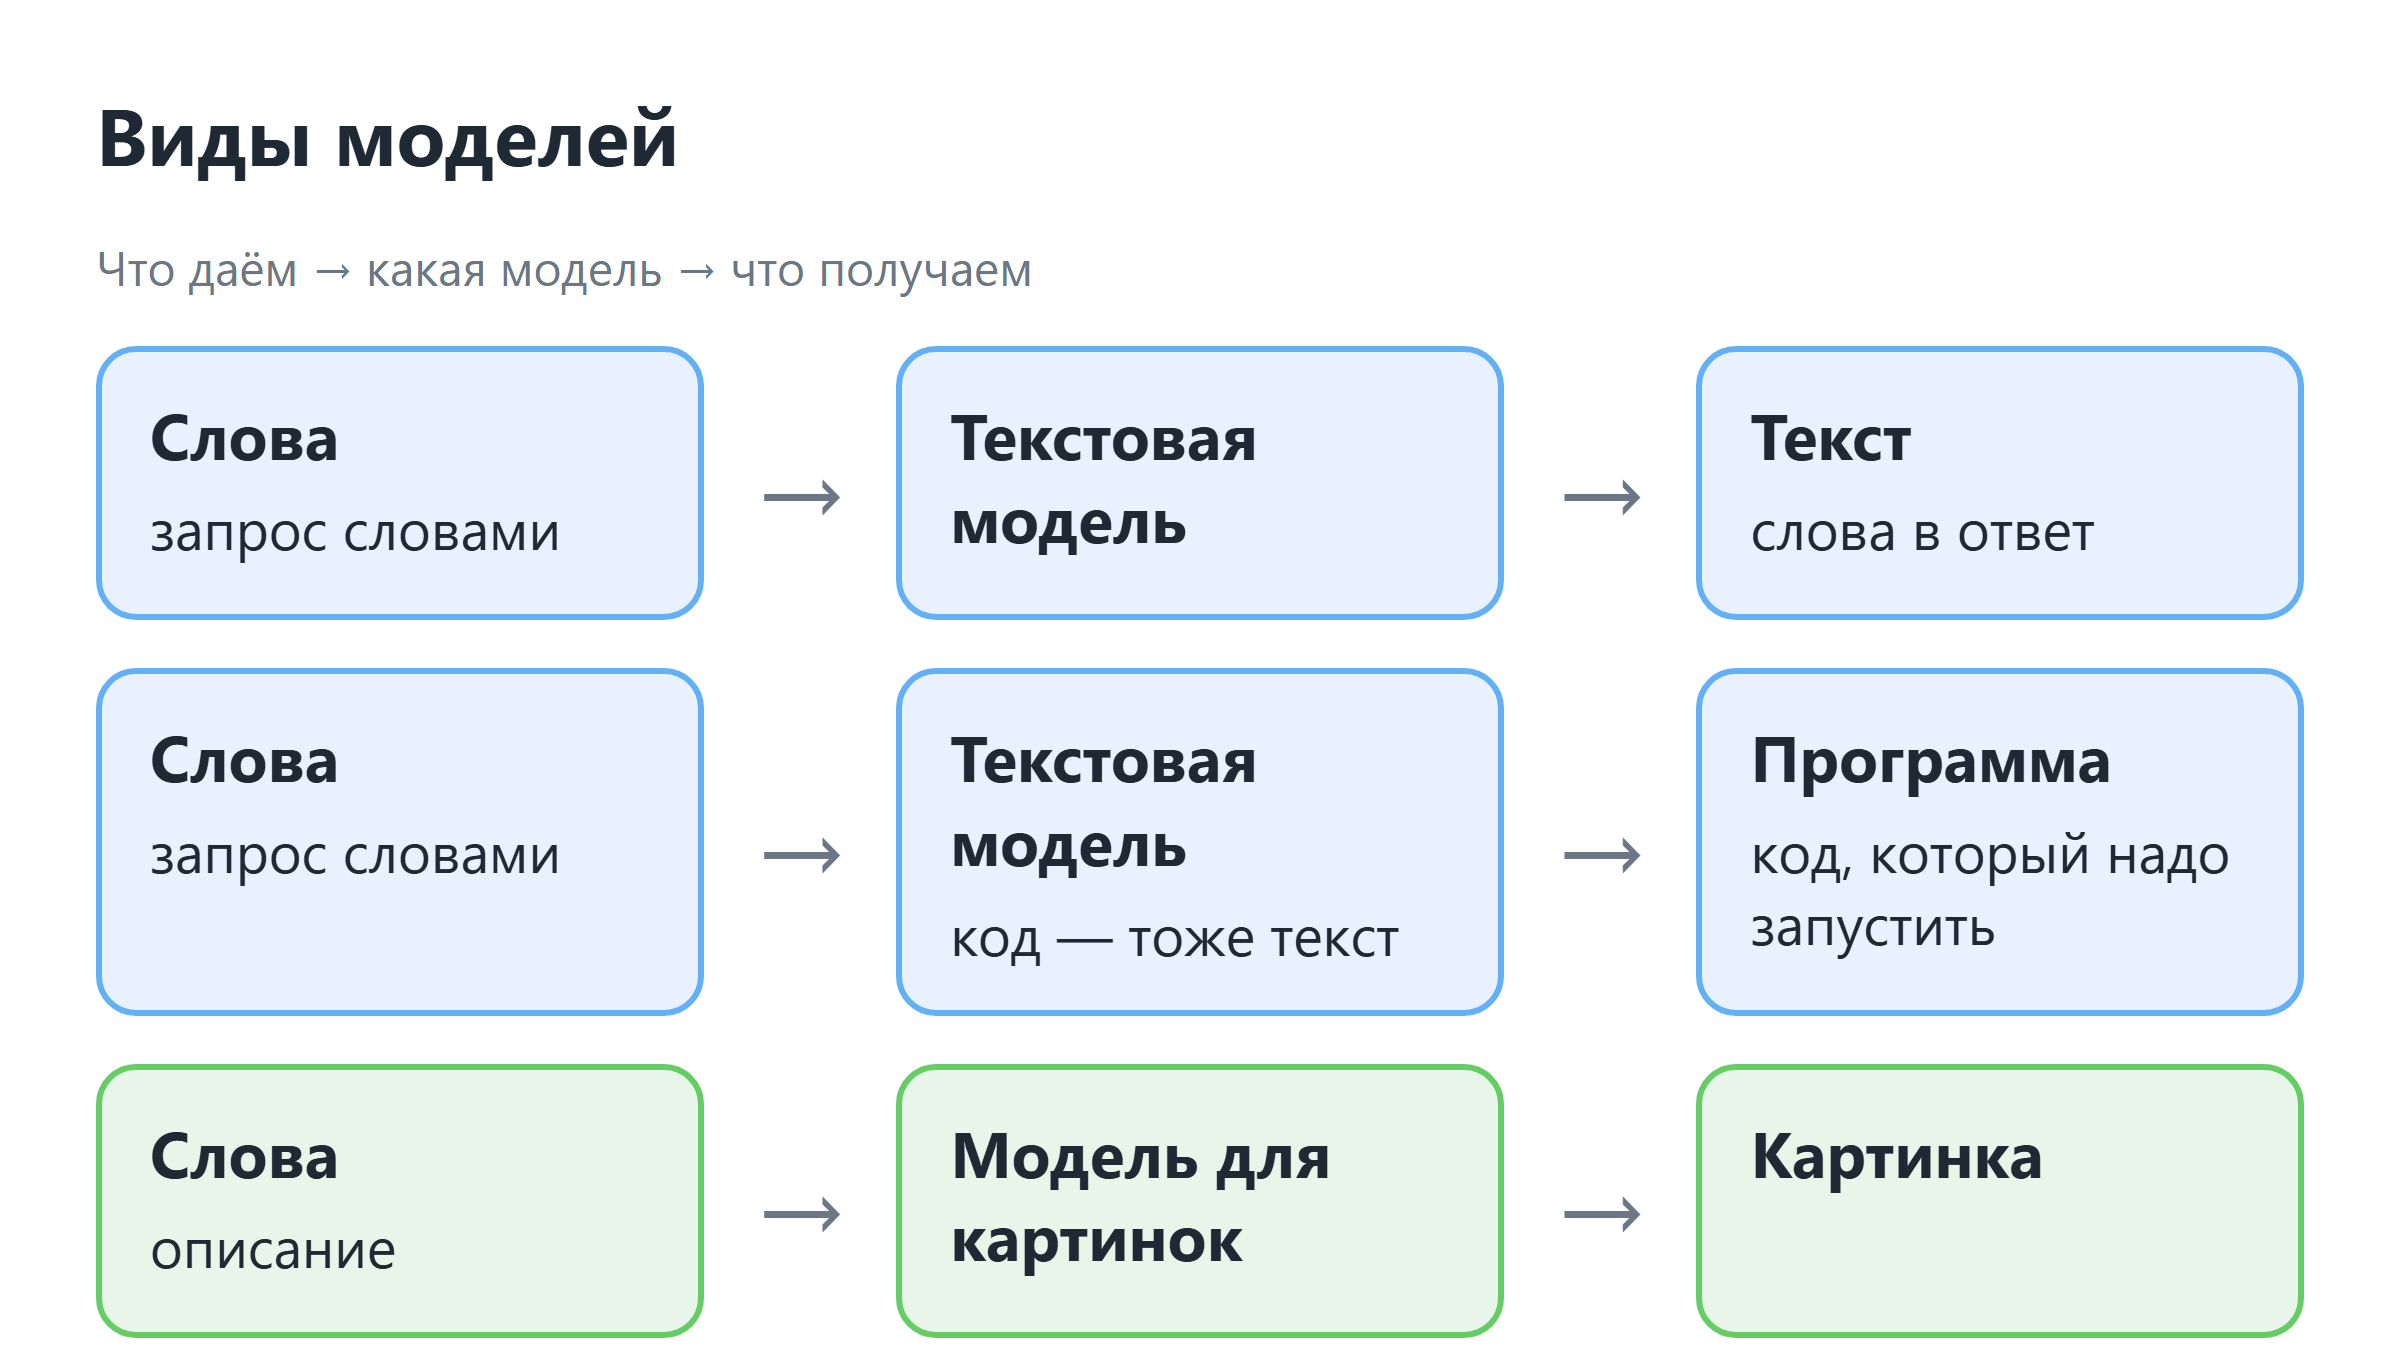 Виды моделей
Что даём → какая модель → что получаем
Слова
запрос словами
→
Текстовая
модель
→
Текст
слова в ответ
Слова
запрос словами
→
Текстовая
модель
код — тоже текст
→
Программа
код, который надо
запустить
Слова
описание
→
Модель для
картинок
→
Картинка